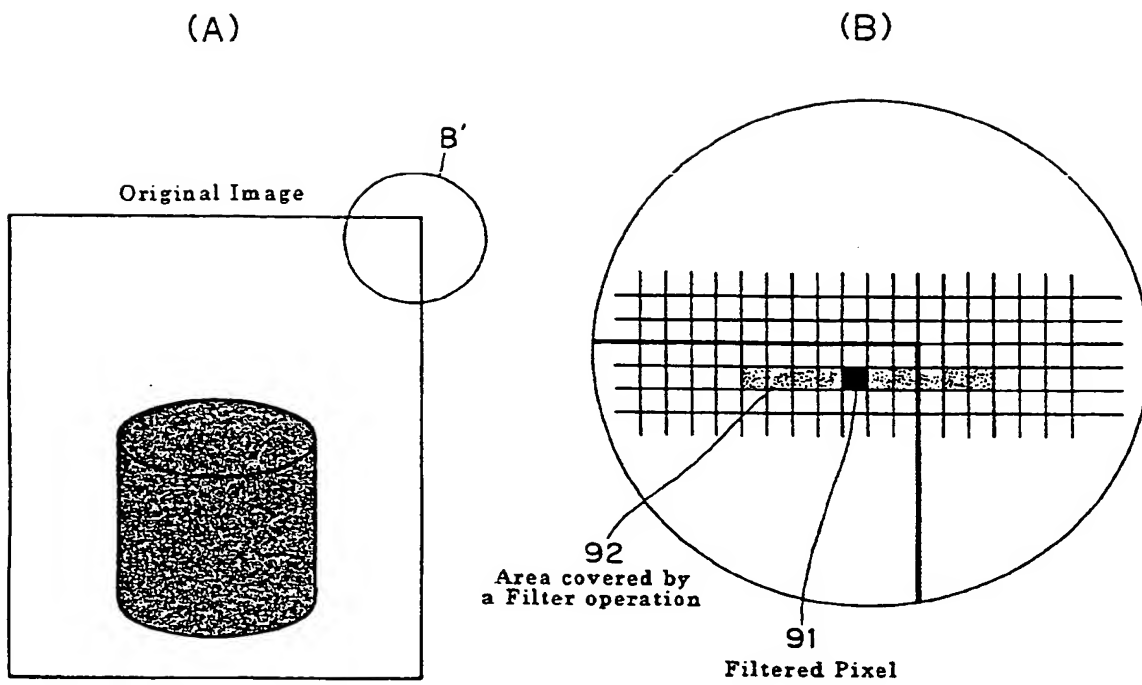 (A)
(B)
B'
Original Image
92
Area covered by
a Filter operation
91
Filtered Pixel